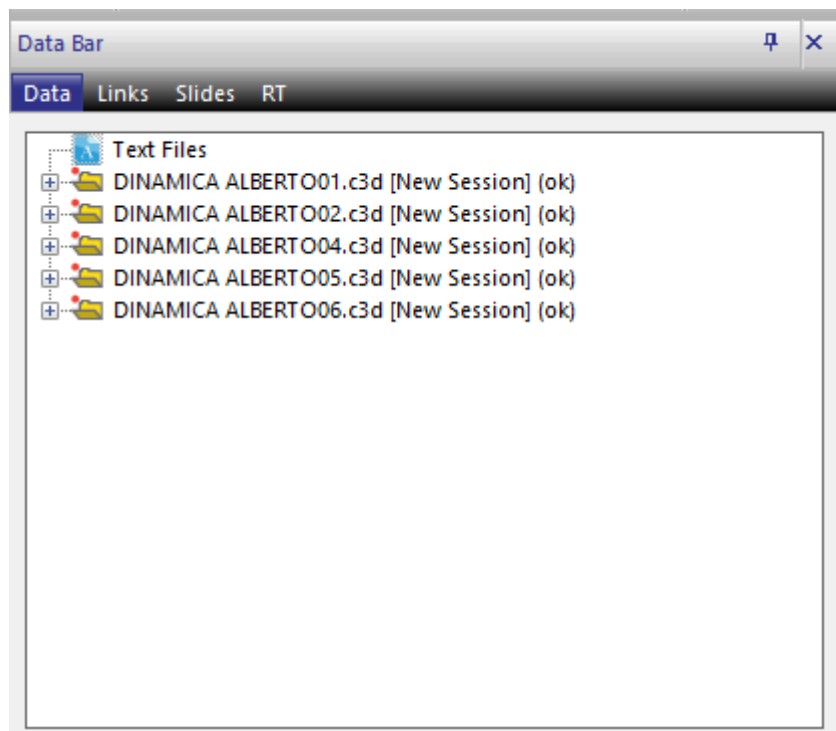 Data Bar
Data Links Slides RT
Text Files
DINAMICA ALBERTO01.c3d [New Session] (ok)
DINAMICA ALBERTO02.c3d [New Session] (ok)
DINAMICA ALBERTO04.c3d [New Session] (ok)
DINAMICA ALBERTO05.c3d [New Session] (ok)
DINAMICA ALBERTO06.c3d [New Session] (ok)